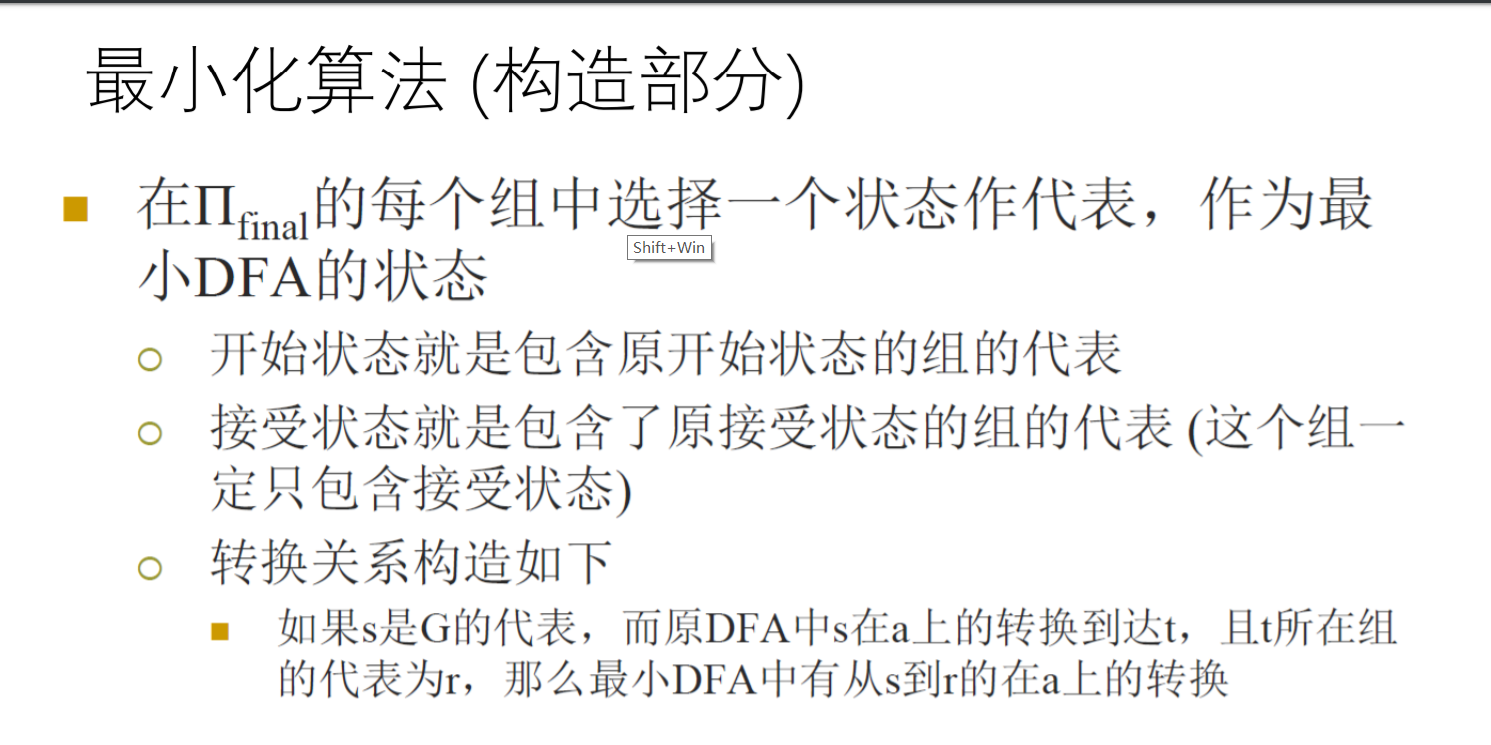 最小化算法 (构造部分)
在Πfinal的每个组中选择一个状态作代表，作为最
Shift+Win
小DFA的状态
开始状态就是包含原开始状态的组的代表
接受状态就是包含了原接受状态的组的代表 (这个组一
定只包含接受状态)
转换关系构造如下
如果s是G的代表，而原DFA中s在a上的转换到达t，且t所在组
的代表为r，那么最小DFA中有从s到r的在a上的转换